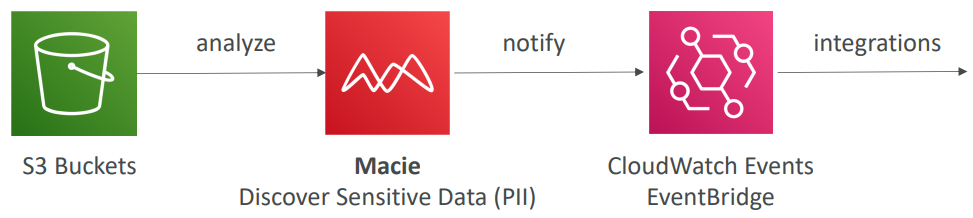 analyze
notify
integrations
S3 Buckets
Macie
Discover Sensitive Data (PII)
CloudWatch Events
EventBridge